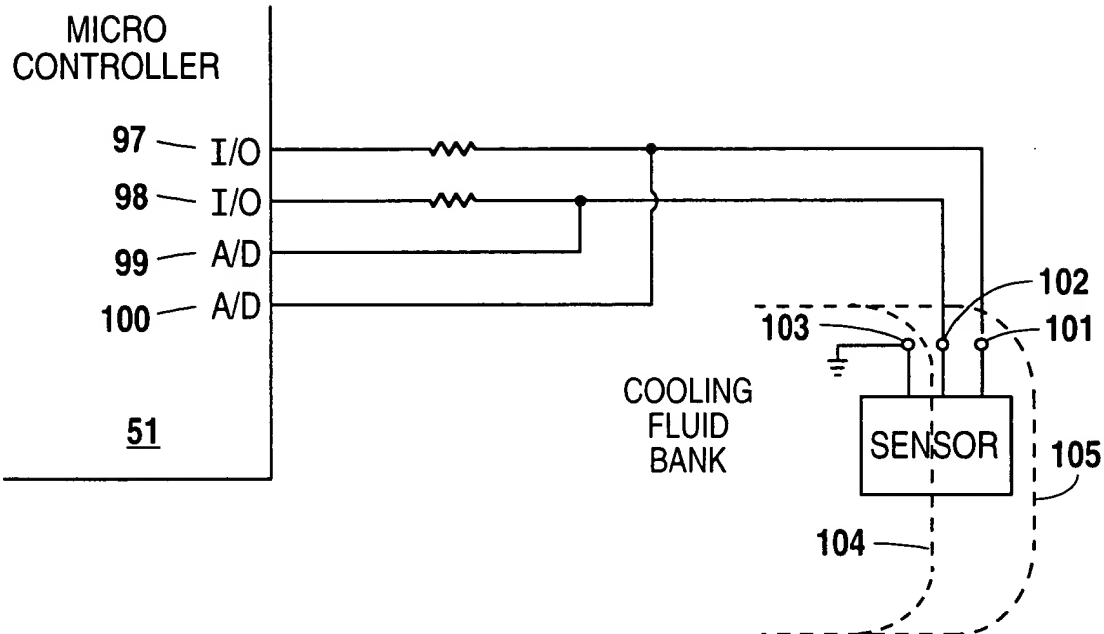 MICRO
CONTROLLER
97 I/O
98 I/O
99 A/D
100 A/D
51
103
102
101
COOLING
FLUID
BANK
SENSOR
105
104